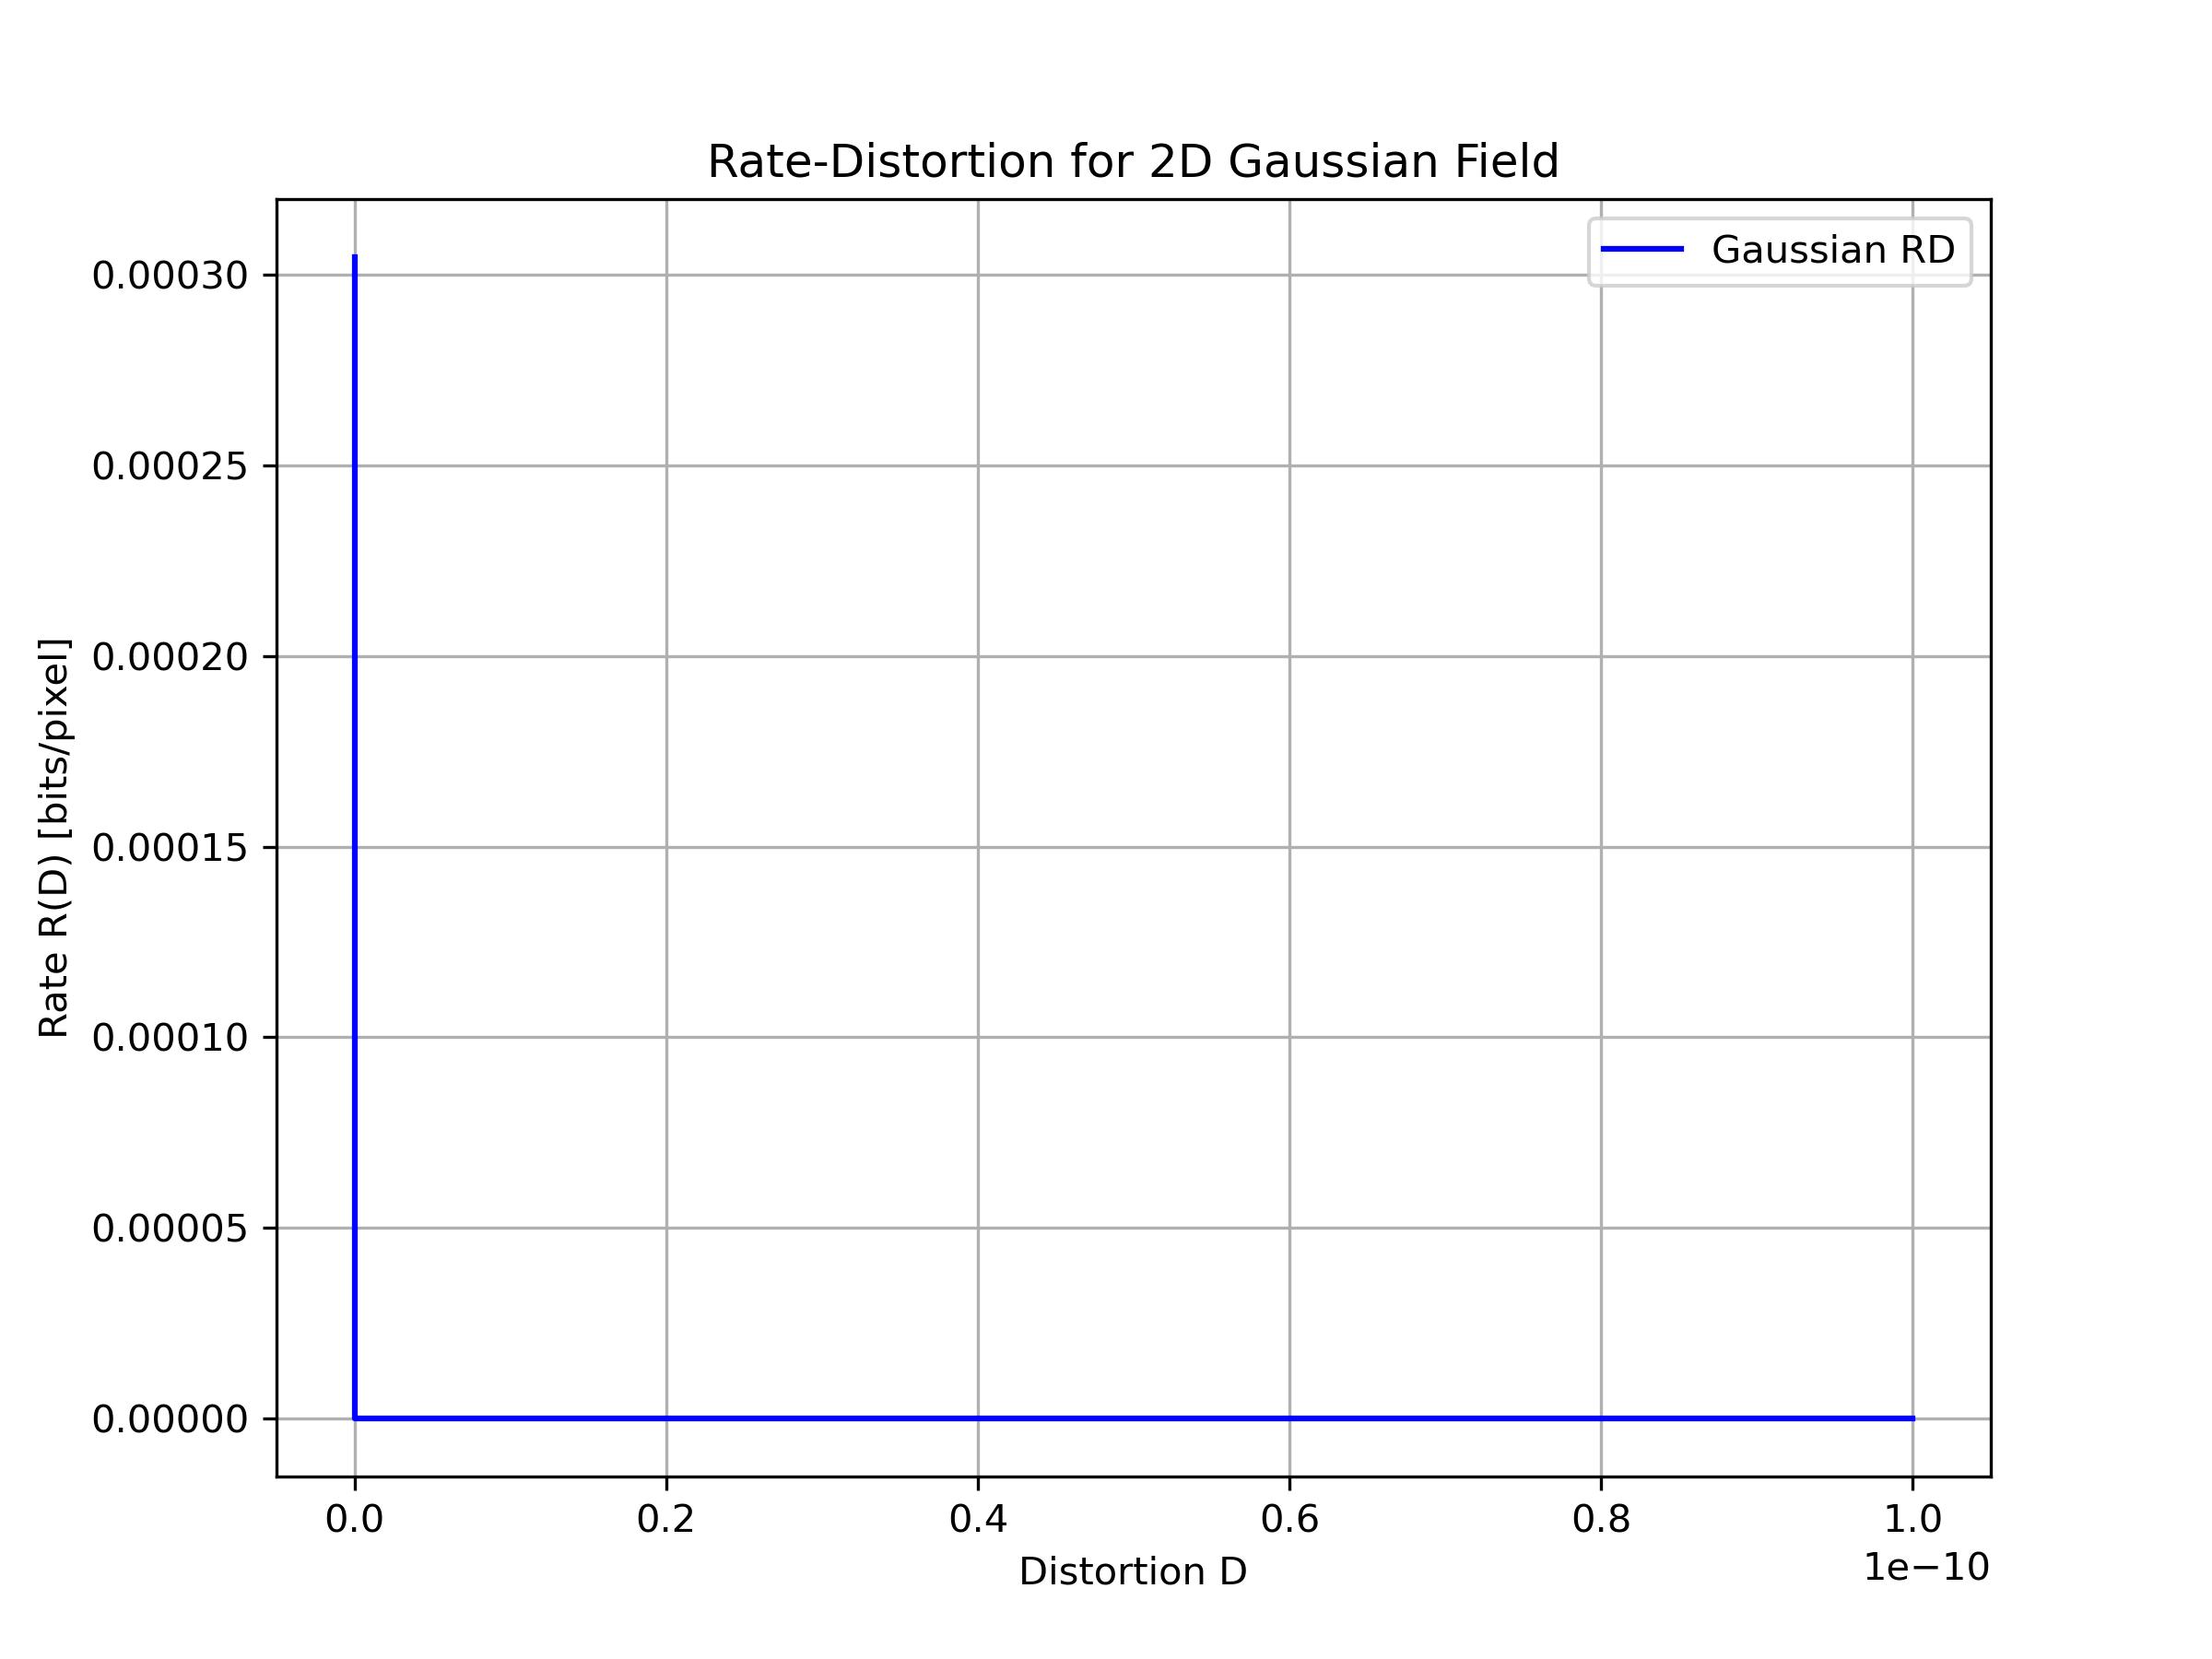 Rate-Distortion for 2D Gaussian Field
Gaussian RD
Rate R(D) [bits/pixel]
0.00030
0.00025
0.00020
0.00015
0.00010
0.00005
0.00000
0.0 0.2 0.4 0.6 0.8 1.0
1e−10
Distortion D